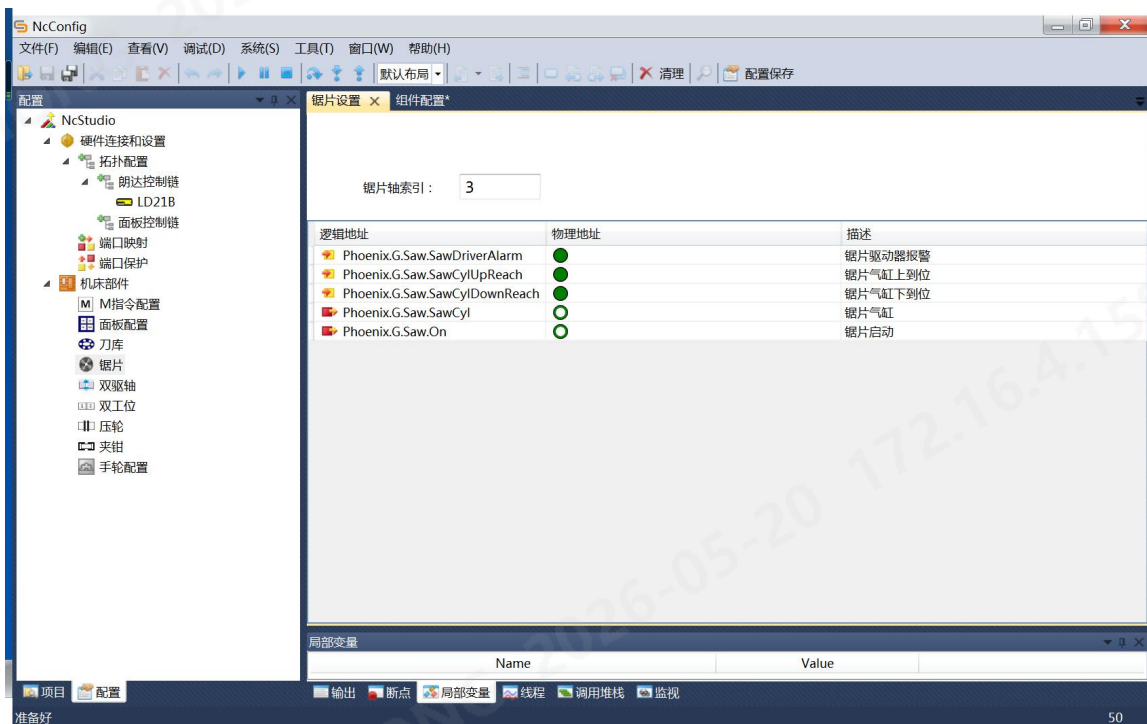 NcConfig
文件(F) 编辑(E) 查看(V) 调试(D) 系统(S) 工具(T) 窗口(W) 帮助(H)
默认布局 清理 配置保存
配置
锯片设置 组件配置*
NcStudio
硬件连接和设置
拓扑配置
朗达控制链
LD21B
面板控制链
端口映射
端口保护
机床部件
M M指令配置
面板配置
刀库
锯片
双驱轴
双工位
压轮
夹钳
手轮配置
锯片轴索引： 3
逻辑地址 物理地址 描述
Phoenix.G.Saw.SawDriverAlarm 锯片驱动器报警
Phoenix.G.Saw.SawCylUpReach 锯片气缸上到位
Phoenix.G.Saw.SawCylDownReach 锯片气缸下到位
Phoenix.G.Saw.SawCyl 锯片气缸
Phoenix.G.Saw.On 锯片启动
局部变量
Name Value
项目 配置
输出 断点 局部变量 线程 调用堆栈 监视
准备好 50
2026-05-20 172.16.4.15